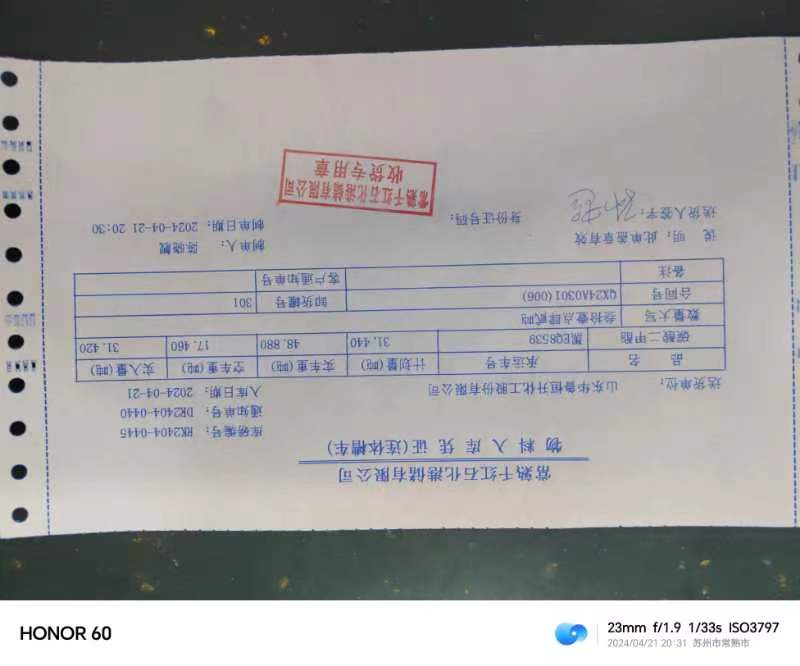 常熟千红石化港储有限公司
物 料 入 库 凭 证(连体槽车)
库磅编号: RK2404-0445
通知单号: DR2404-0440
送货单位: 山东华鲁恒升化工股份有限公司 入库日期: 2024-04-21
品 名 承运车号 计划量(吨) 实车重(吨) 空车重(吨) 实入量(吨)
碳酸二甲酯 冀EQ8539 31.440 48.880 17.460 31.420
数量大写 叁拾壹点肆贰吨
合同号 QX24A0301(006) 卸货罐号 301
备注 客户通知单号
说 明: 此单盖章有效 制单人: 陈晓巍
送货人签字: 身份证号码: 制单日期: 2024-04-21 20:30
常熟千红石化港储有限公司
收货专用章
HONOR 60
23mm f/1.9 1/33s ISO3797
2024/04/21 20:31 苏州市常熟市